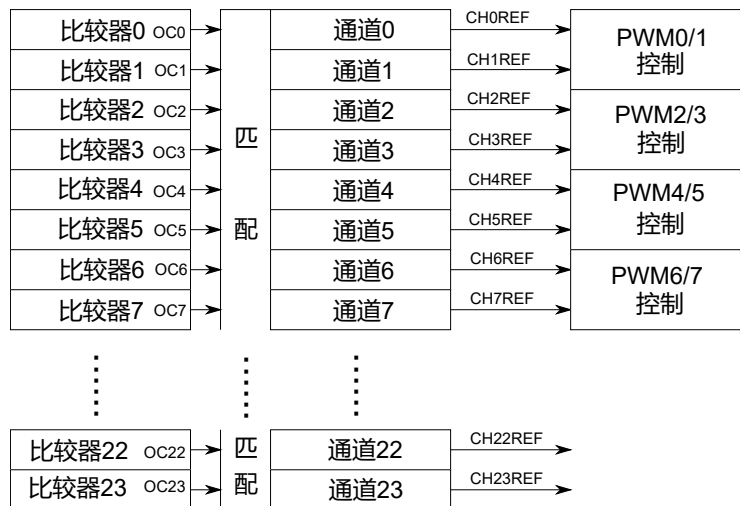 比较器0 OC0 通道0 CH0REF
比较器1 OC1 通道1 CH1REF
PWM0/1
控制
比较器2 OC2 通道2 CH2REF
比较器3 OC3 通道3 CH3REF
PWM2/3
控制
比较器4 OC4 通道4 CH4REF
比较器5 OC5 通道5 CH5REF
PWM4/5
控制
比较器6 OC6 通道6 CH6REF
比较器7 OC7 通道7 CH7REF
PWM6/7
控制
匹
配
比较器22 OC22 匹 通道22 CH22REF
比较器23 OC23 配 通道23 CH23REF